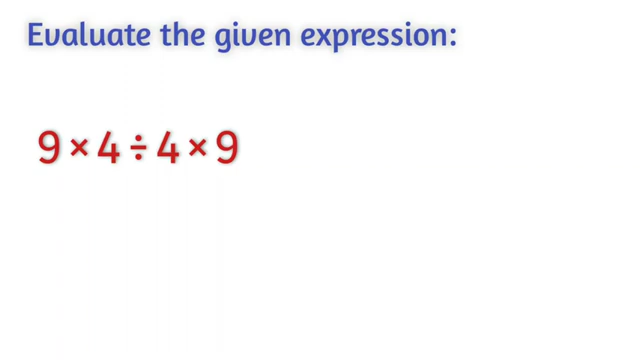 Evaluate the given expression:
9 × 4 ÷ 4 × 9